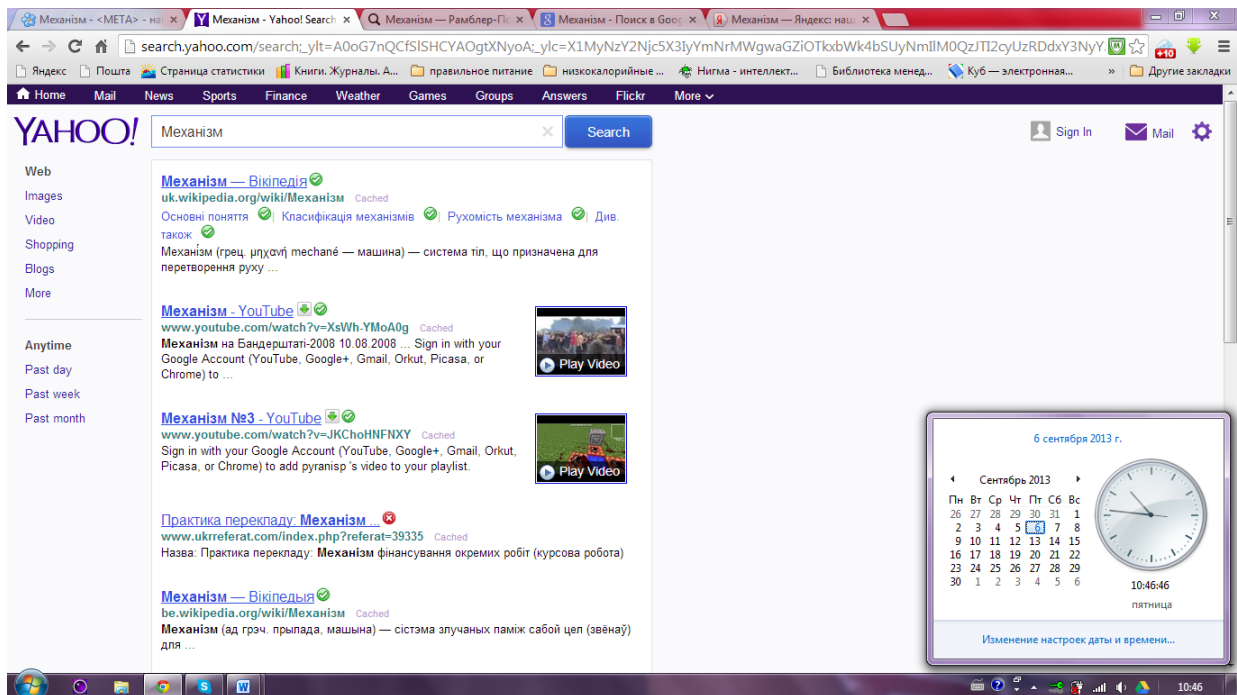 Механізм - <META> - на
Механізм - Yahoo! Search
Механізм — Рамблер-По
Механізм - Поиск в Goog
Механізм — Яндекс: наш
search.yahoo.com/search;_ylt=A0oG7nQCfSlSHCYAOgtXNyoA;_ylc=X1MyNzY2Njc5X3IyYmNrMWgwaGZiOTkxbWk4bSUyNmIlM0QzJTI2cyUzRDdxY3NyY
+10
Яндекс
Почта
Страница статистики
Книги. Журналы. А...
правильное питание
низкокалорийные ...
Нигма - интеллект...
Библиотека менед...
Куб — электронная...
»
Другие закладки
Home Mail News Sports Finance Weather Games Groups Answers Flickr More
YAHOO!
Механізм
Search
Sign In
Mail
Web
Images
Video
Shopping
Blogs
More
Anytime
Past day
Past week
Past month
Механізм — Вікіпедія
uk.wikipedia.org/wiki/Механізм Cached
Основні поняття | Класифікація механізмів | Рухомість механізма | Див.
також
Механі́зм (грец. μηχανή mechané — машина) — система тіл, що призначена для
перетворення руху ...
Механізм - YouTube
www.youtube.com/watch?v=XsWh-YMoA0g Cached
Механізм на Бандерштаті-2008 10.08.2008 ... Sign in with your
Google Account (YouTube, Google+, Gmail, Orkut, Picasa, or
Chrome) to ...
Play Video
Механізм №3 - YouTube
www.youtube.com/watch?v=JKChoHNFNXY Cached
Sign in with your Google Account (YouTube, Google+, Gmail, Orkut,
Picasa, or Chrome) to add pyranisp 's video to your playlist.
Play Video
Практика перекладу: Механізм ...
www.ukrreferat.com/index.php?referat=39335 Cached
Назва: Практика перекладу: Механізм фінансування окремих робіт (курсова робота)
Механізм — Вікіпедыя
be.wikipedia.org/wiki/Механізм Cached
Механізм (ад грэч. прылада, машына) — сістэма злучаных паміж сабой цел (звёнаў)
для ...
6 сентября 2013 г.
Сентябрь 2013
Пн Вт Ср Чт Пт Сб Вс
26 27 28 29 30 31 1
2 3 4 5 6 7 8
9 10 11 12 13 14 15
16 17 18 19 20 21 22
23 24 25 26 27 28 29
30 1 2 3 4 5 6
10:46:46
пятница
Изменение настроек даты и времени...
10:46